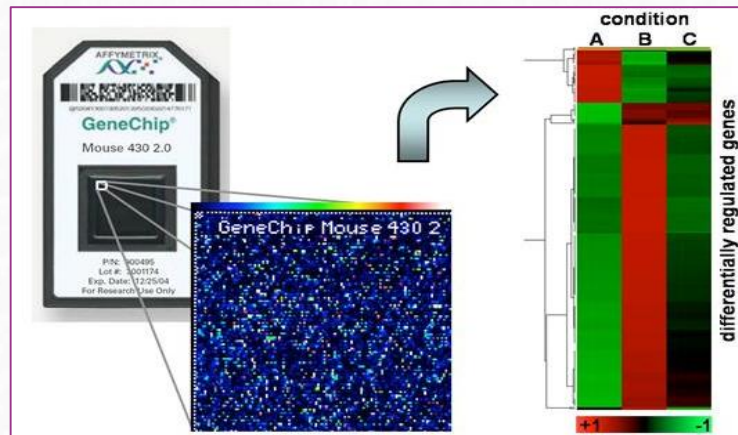 AFFYMETRIX
GeneChip®
Mouse 430 2.0
P/N: 900495
Lot #: 2001174
Exp. Date: 12/25/04
For Research Use Only
GeneChip Mouse 430 2
condition
A B C
differentially regulated genes
+1 -1